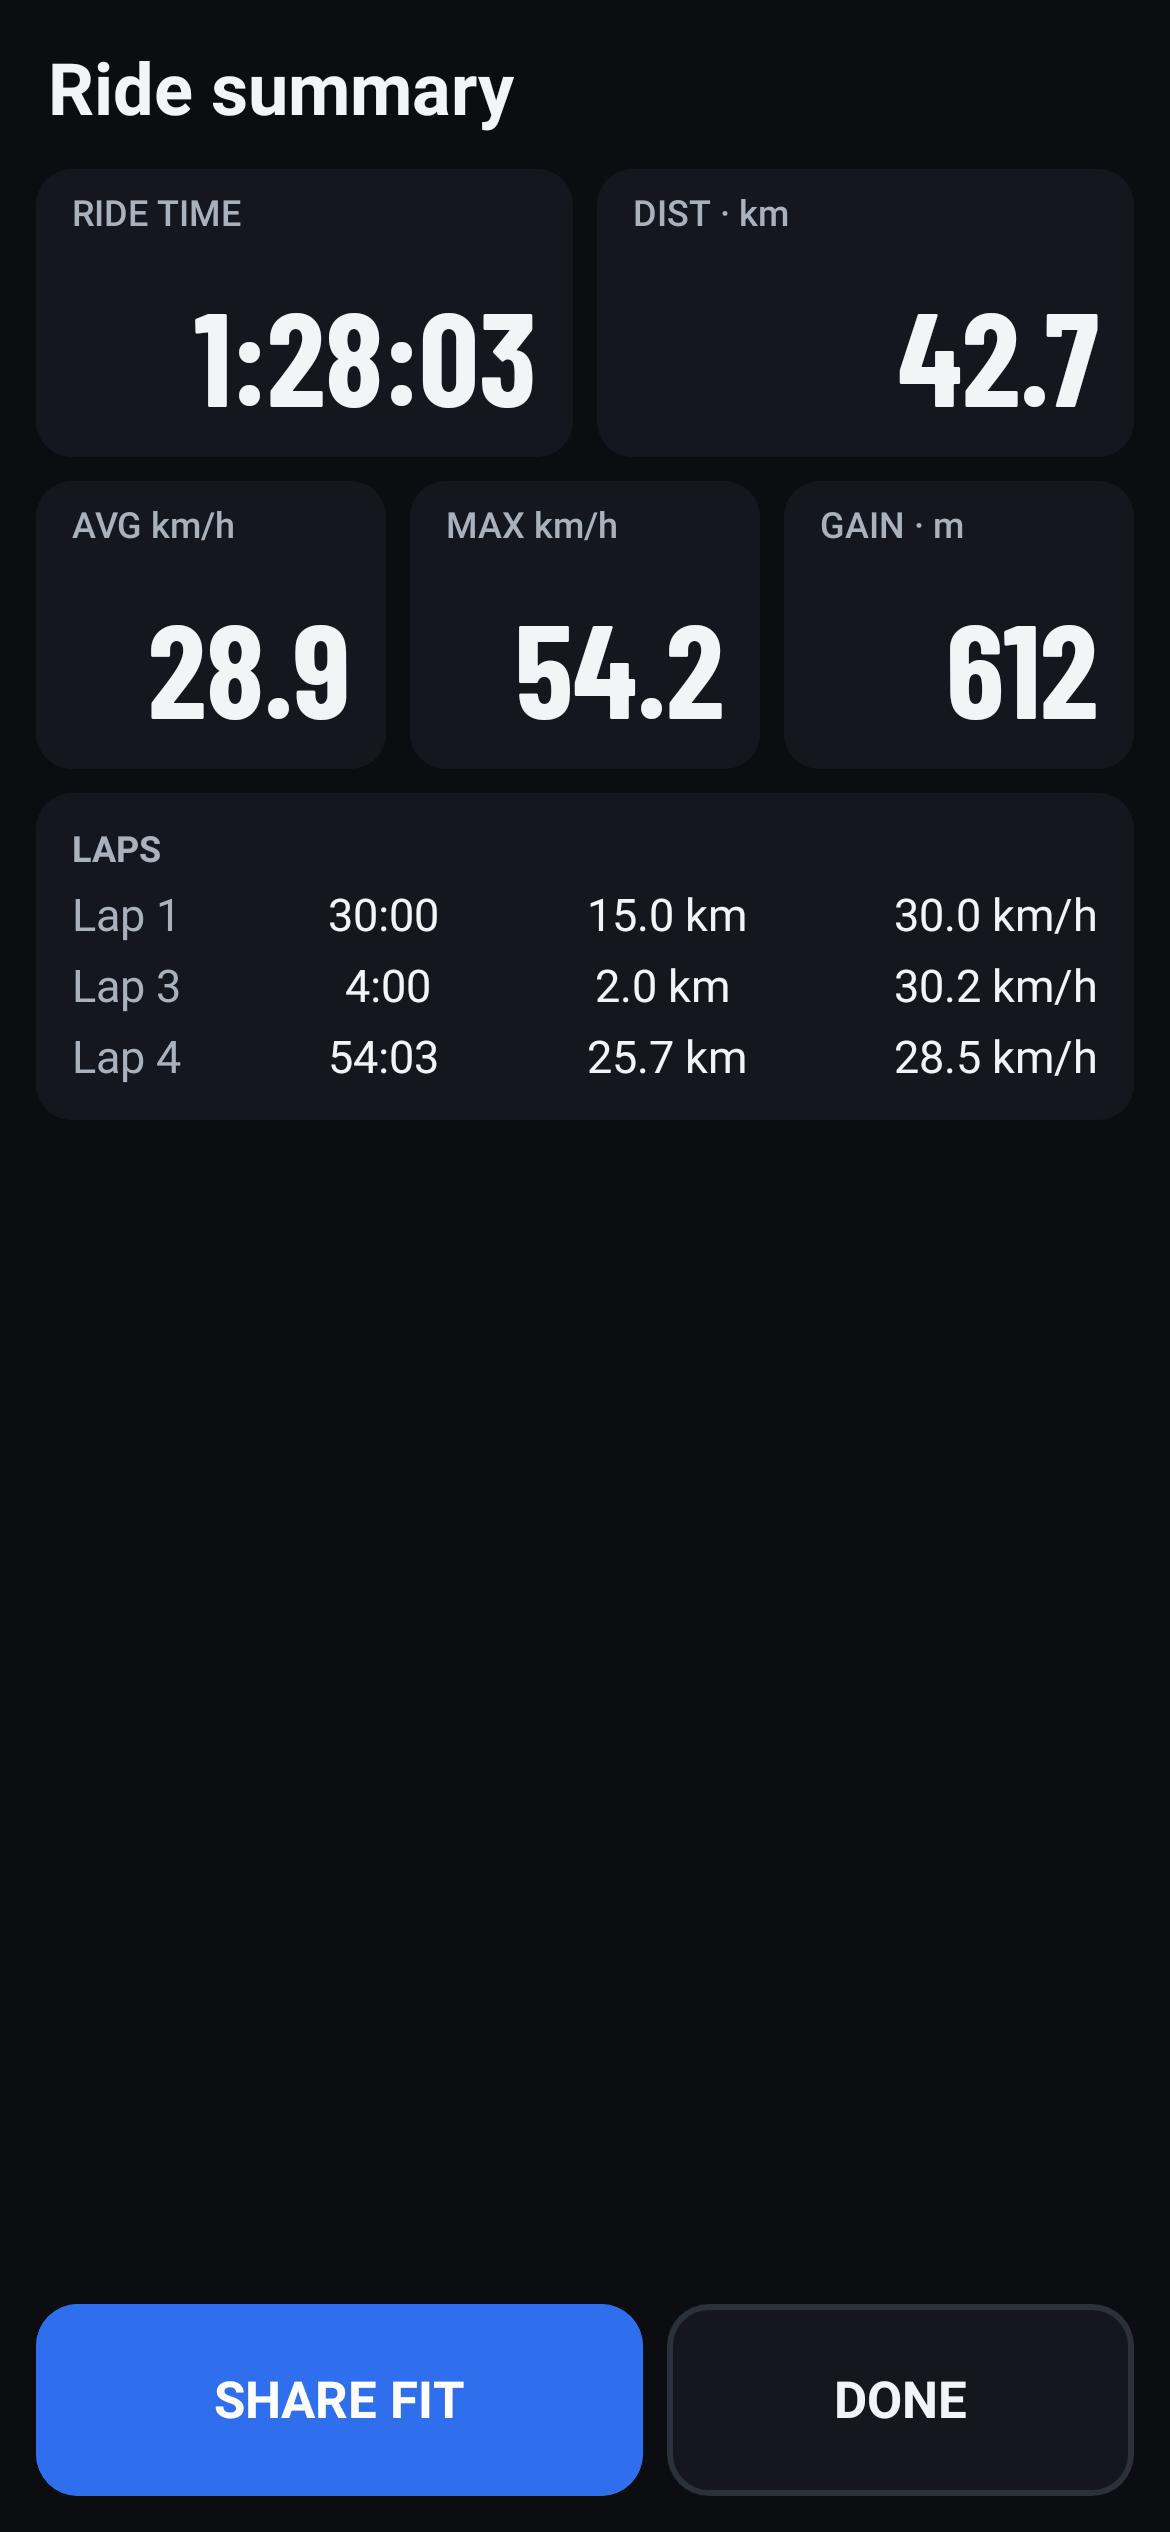 Ride summary
RIDE TIME
1:28:03
DIST · km
42.7
AVG km/h
28.9
MAX km/h
54.2
GAIN · m
612
LAPS
Lap 1 30:00 15.0 km 30.0 km/h
Lap 3 4:00 2.0 km 30.2 km/h
Lap 4 54:03 25.7 km 28.5 km/h
SHARE FIT
DONE